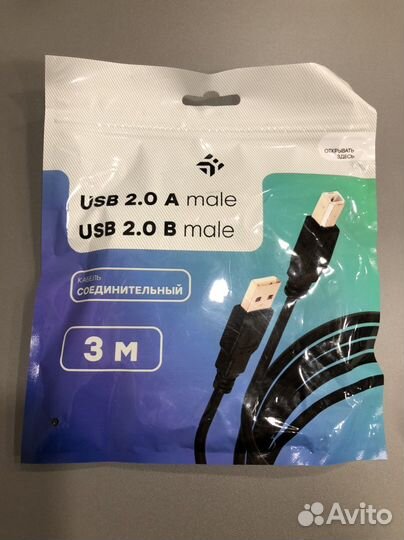 ОТКРЫВАТЬ
ЗДЕСЬ
USB 2.0 A male
USB 2.0 B male
КАБЕЛЬ
СОЕДИНИТЕЛЬНЫЙ
3 м
Avito